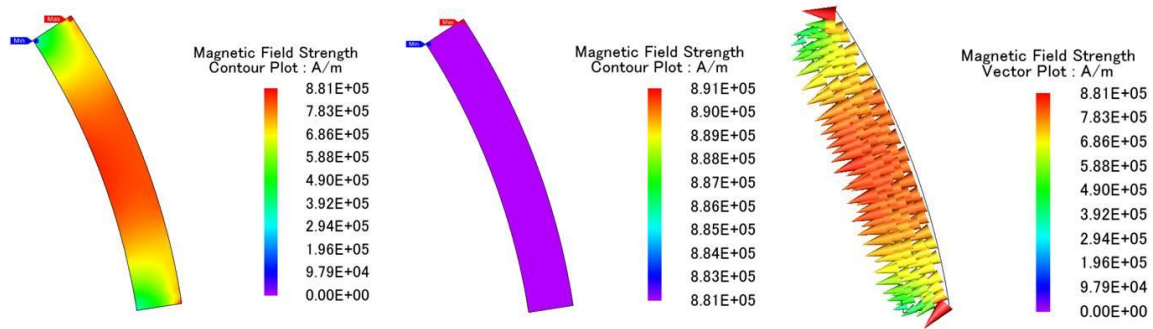 Max
Min
Magnetic Field Strength
Contour Plot : A/m
8.81E+05
7.83E+05
6.86E+05
5.88E+05
4.90E+05
3.92E+05
2.94E+05
1.96E+05
9.79E+04
0.00E+00
Max
Min
Magnetic Field Strength
Contour Plot : A/m
8.91E+05
8.90E+05
8.89E+05
8.88E+05
8.87E+05
8.86E+05
8.85E+05
8.84E+05
8.83E+05
8.81E+05
Magnetic Field Strength
Vector Plot : A/m
8.81E+05
7.83E+05
6.86E+05
5.88E+05
4.90E+05
3.92E+05
2.94E+05
1.96E+05
9.79E+04
0.00E+00